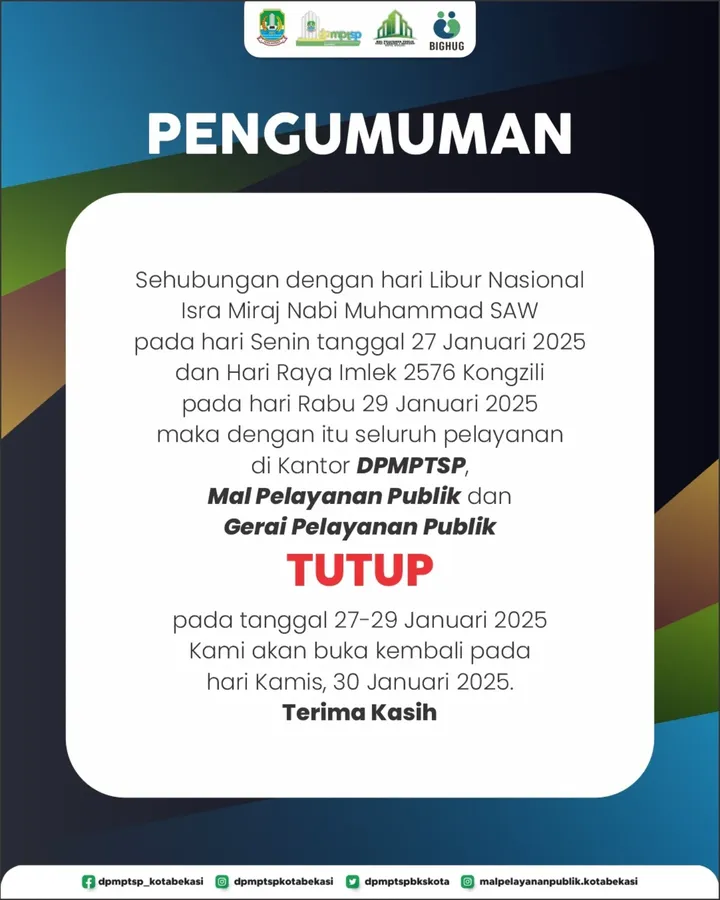 dpmptsp
BIGHUG
PENGUMUMAN
Sehubungan dengan hari Libur Nasional
Isra Miraj Nabi Muhammad SAW
pada hari Senin tanggal 27 Januari 2025
dan Hari Raya Imlek 2576 Kongzili
pada hari Rabu 29 Januari 2025
maka dengan itu seluruh pelayanan
di Kantor DPMPTSP,
Mal Pelayanan Publik dan
Gerai Pelayanan Publik
TUTUP
pada tanggal 27-29 Januari 2025
Kami akan buka kembali pada
hari Kamis, 30 Januari 2025.
Terima Kasih
dpmptsp_kotabekasi dpmptspkotabekasi dpmptspbkskota malpelayananpublik.kotabekasi